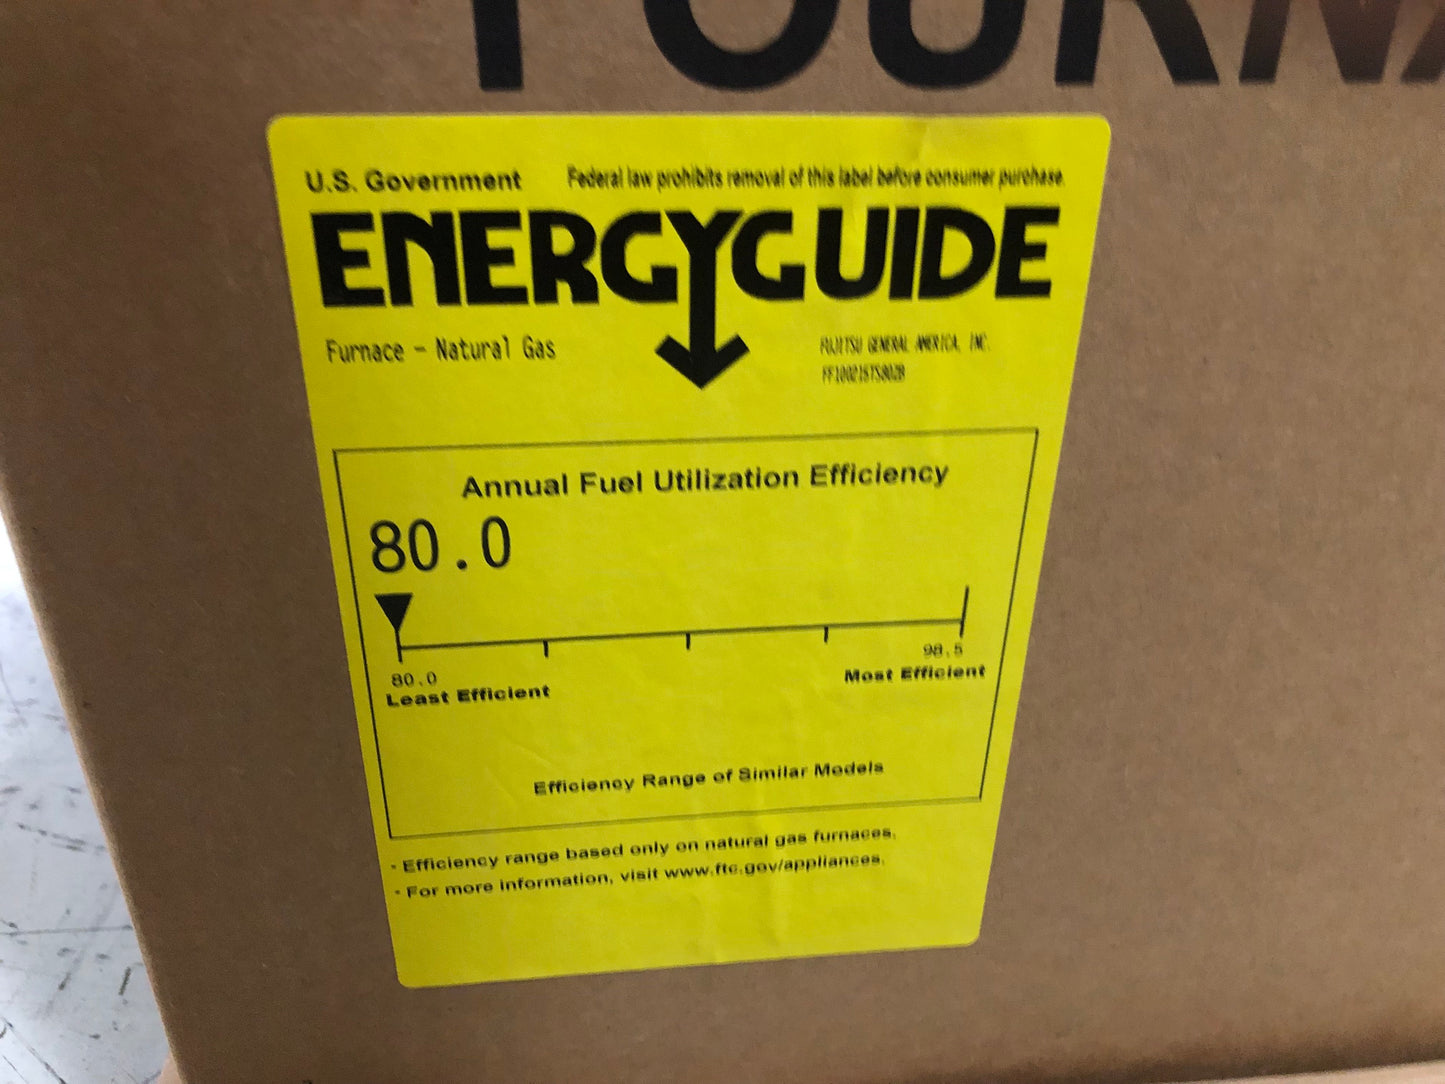 FURNA
U.S. Government Federal law prohibits removal of this label before consumer purchase.
ENERGYGUIDE
Furnace - Natural Gas
FUJITSU GENERAL AMERICA, INC.
Annual Fuel Utilization Efficiency
80.0
80.0 98.5
Least Efficient Most Efficient
Efficiency Range of Similar Models
- Efficiency range based only on natural gas furnaces.
- For more information, visit www.ftc.gov/appliances.